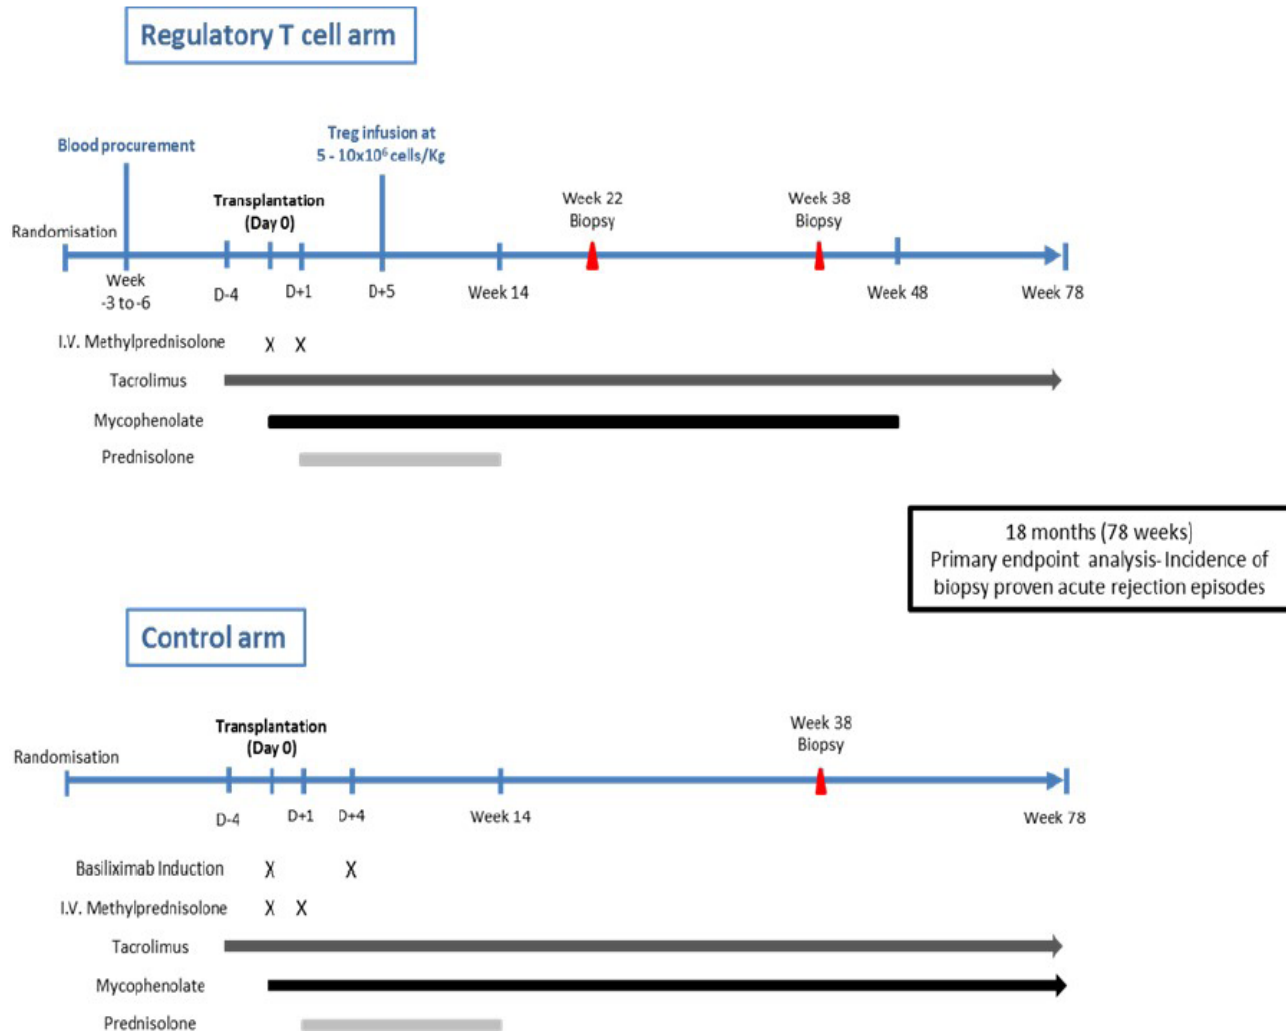 Regulatory T cell arm
Blood procurement
Treg infusion at
5 - 10x10⁶ cells/Kg
Transplantation
(Day 0)
Week 22
Biopsy
Week 38
Biopsy
Randomisation
Week
-3 to -6
D-4
D+1
D+5
Week 14
Week 48
Week 78
I.V. Methylprednisolone
X X
Tacrolimus
Mycophenolate
Prednisolone
18 months (78 weeks)
Primary endpoint analysis- Incidence of
biopsy proven acute rejection episodes
Control arm
Transplantation
(Day 0)
Week 38
Biopsy
Randomisation
D-4
D+1
D+4
Week 14
Week 78
Basiliximab Induction
X X
I.V. Methylprednisolone
X X
Tacrolimus
Mycophenolate
Prednisolone